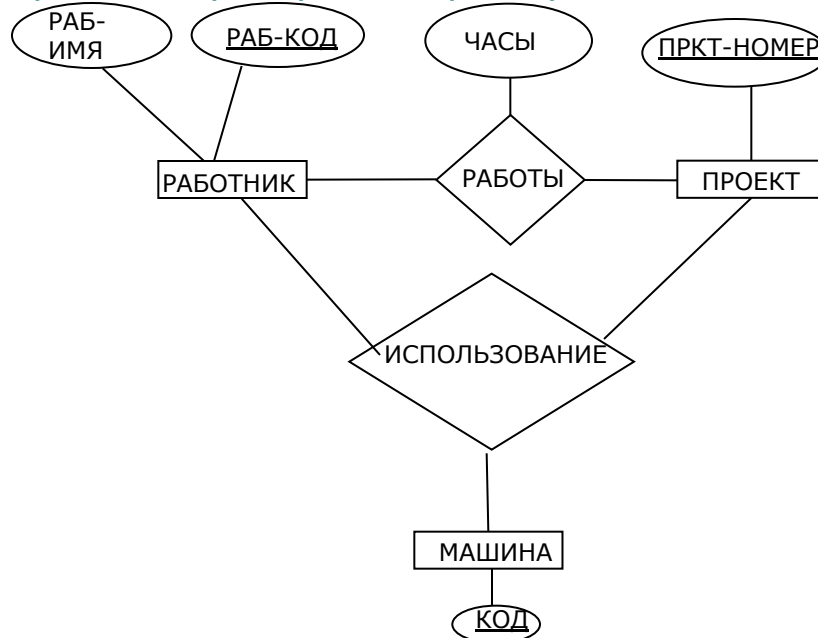 РАБ-
ИМЯ
РАБ-КОД
ЧАСЫ
ПРКТ-НОМЕР
РАБОТНИК
РАБОТЫ
ПРОЕКТ
ИСПОЛЬЗОВАНИЕ
МАШИНА
КОД